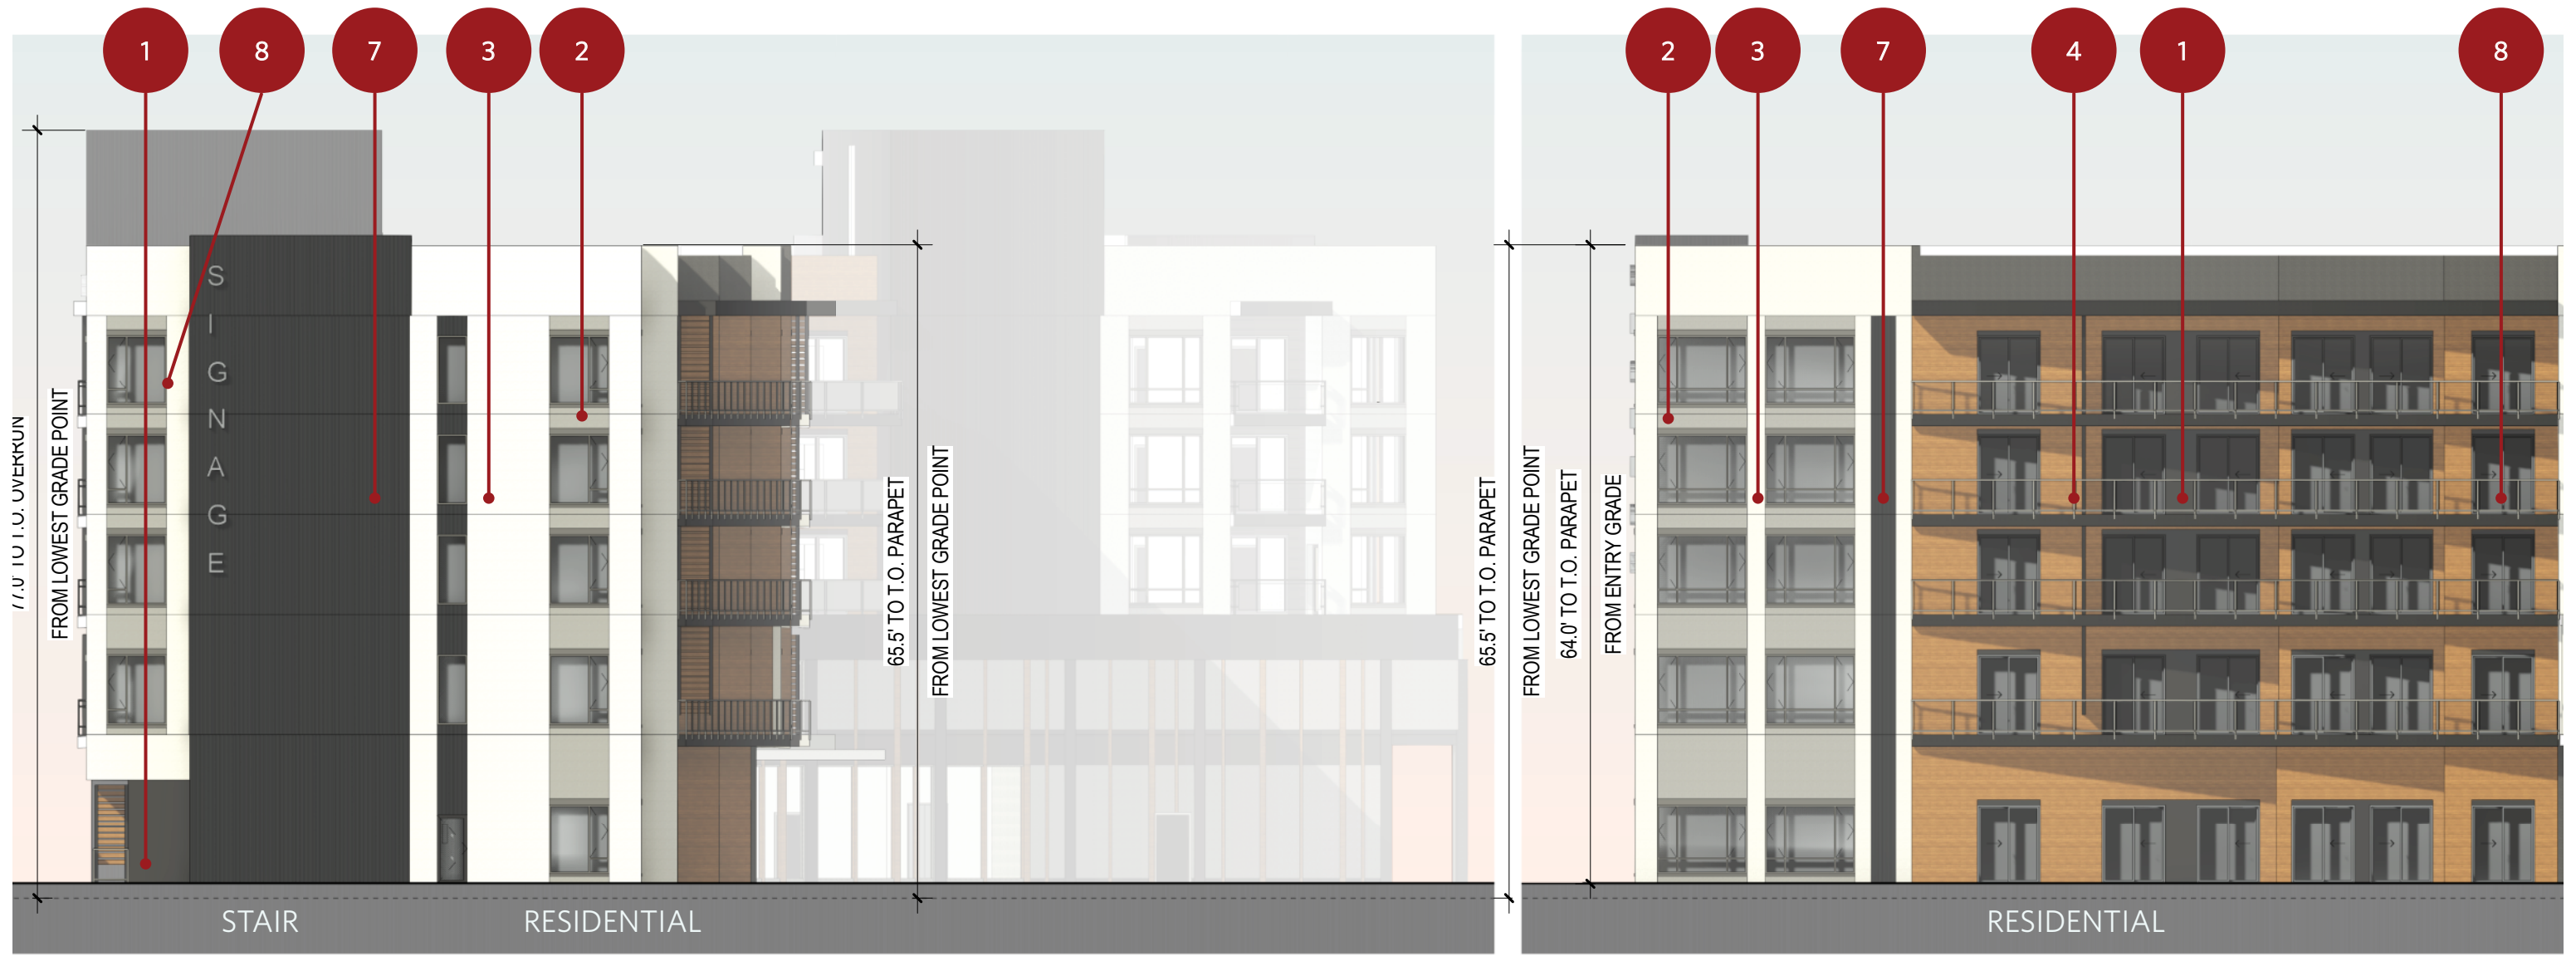 1 8 7 3 2
2 3 7 4 1 8
TO T.O. OVERRUN
FROM LOWEST GRADE POINT
SIGNAGE
65.5' TO T.O. PARAPET
FROM LOWEST GRADE POINT
65.5' TO T.O. PARAPET
FROM LOWEST GRADE POINT
64.0' TO T.O. PARAPET
FROM ENTRY GRADE
STAIR
RESIDENTIAL
RESIDENTIAL